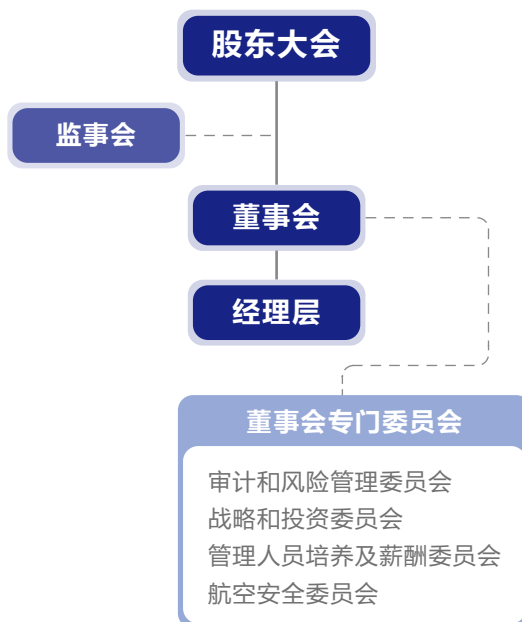 股东大会
监事会
董事会
经理层
董事会专门委员会
审计和风险管理委员会
战略和投资委员会
管理人员培养及薪酬委员会
航空安全委员会